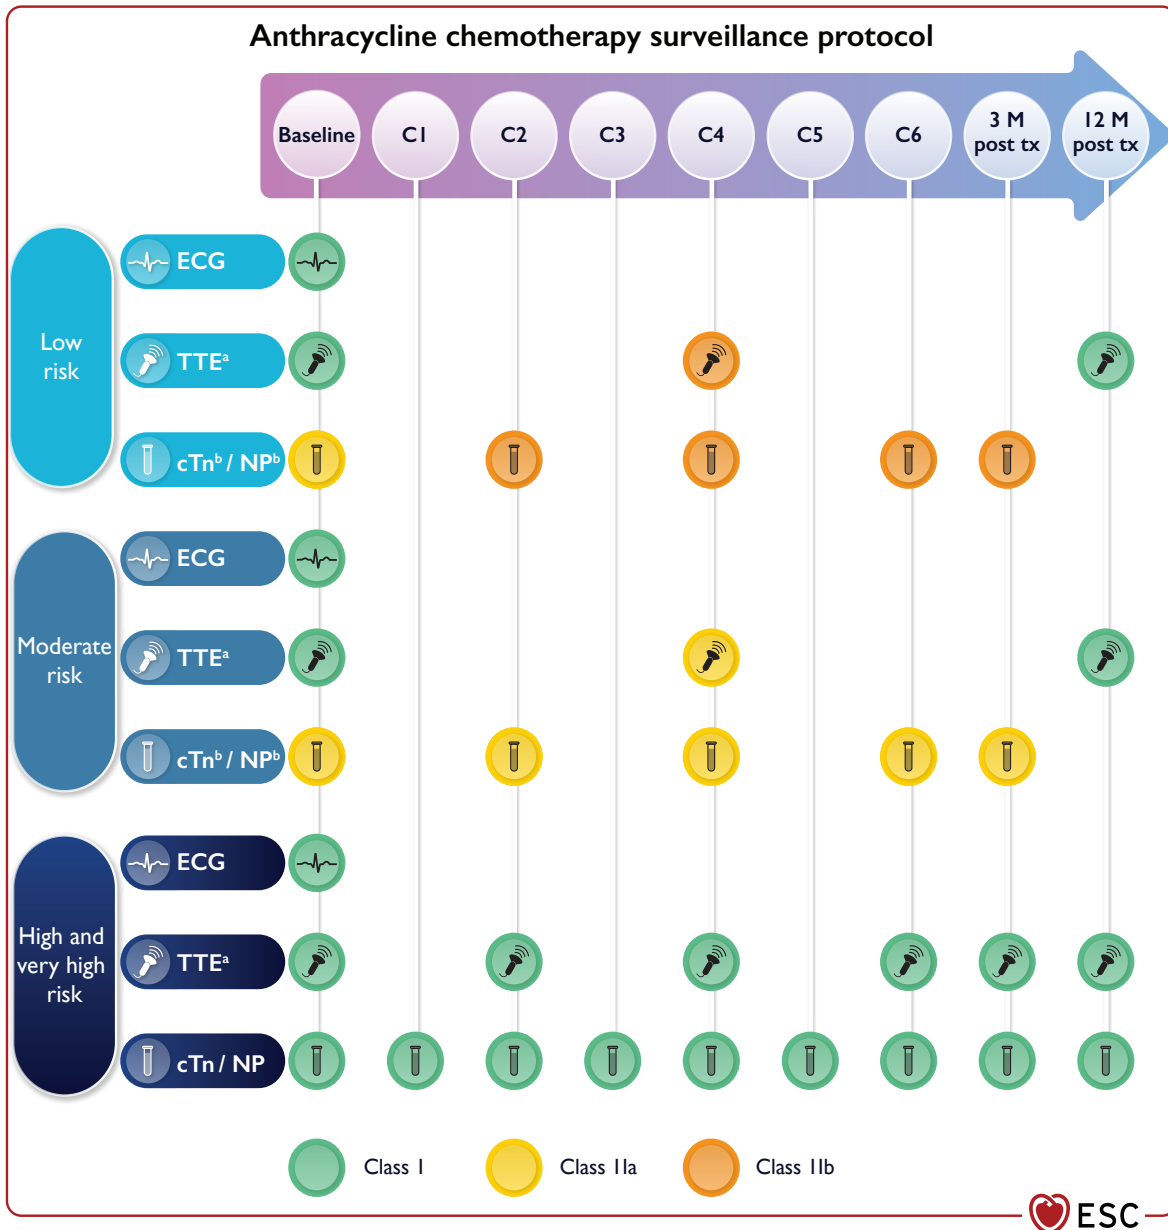 Anthracycline chemotherapy surveillance protocol
Baseline
C1
C2
C3
C4
C5
C6
3 M
post tx
12 M
post tx
Low
risk
ECG
TTEᵃ
cTnᵇ / NPᵇ
Moderate
risk
ECG
TTEᵃ
cTnᵇ / NPᵇ
High and
very high
risk
ECG
TTEᵃ
cTn / NP
Class I
Class IIa
Class IIb
ESC